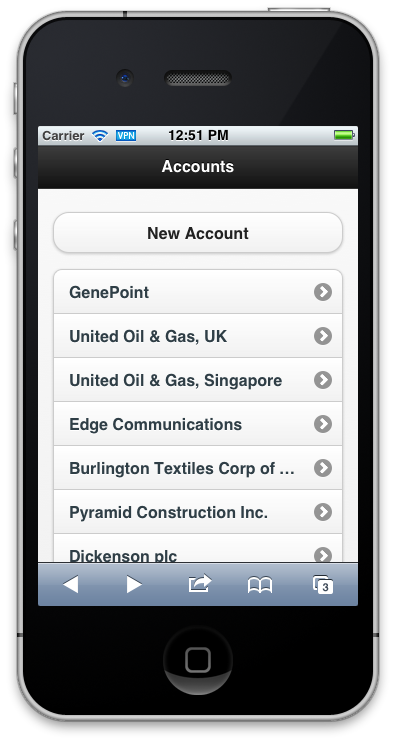 Carrier VPN 12:51 PM
Accounts
New Account
GenePoint
United Oil & Gas, UK
United Oil & Gas, Singapore
Edge Communications
Burlington Textiles Corp of ...
Pyramid Construction Inc.
Dickenson plc
3